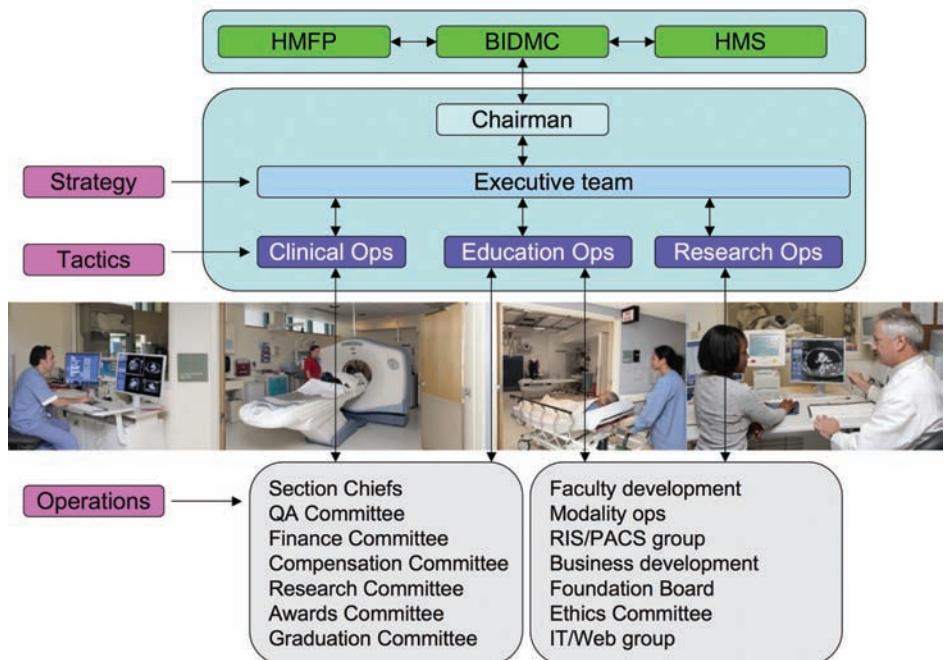 HMFP
BIDMC
HMS
Chairman
Strategy
Executive team
Tactics
Clinical Ops
Education Ops
Research Ops
Operations
Section Chiefs
QA Committee
Finance Committee
Compensation Committee
Research Committee
Awards Committee
Graduation Committee
Faculty development
Modality ops
RIS/PACS group
Business development
Foundation Board
Ethics Committee
IT/Web group